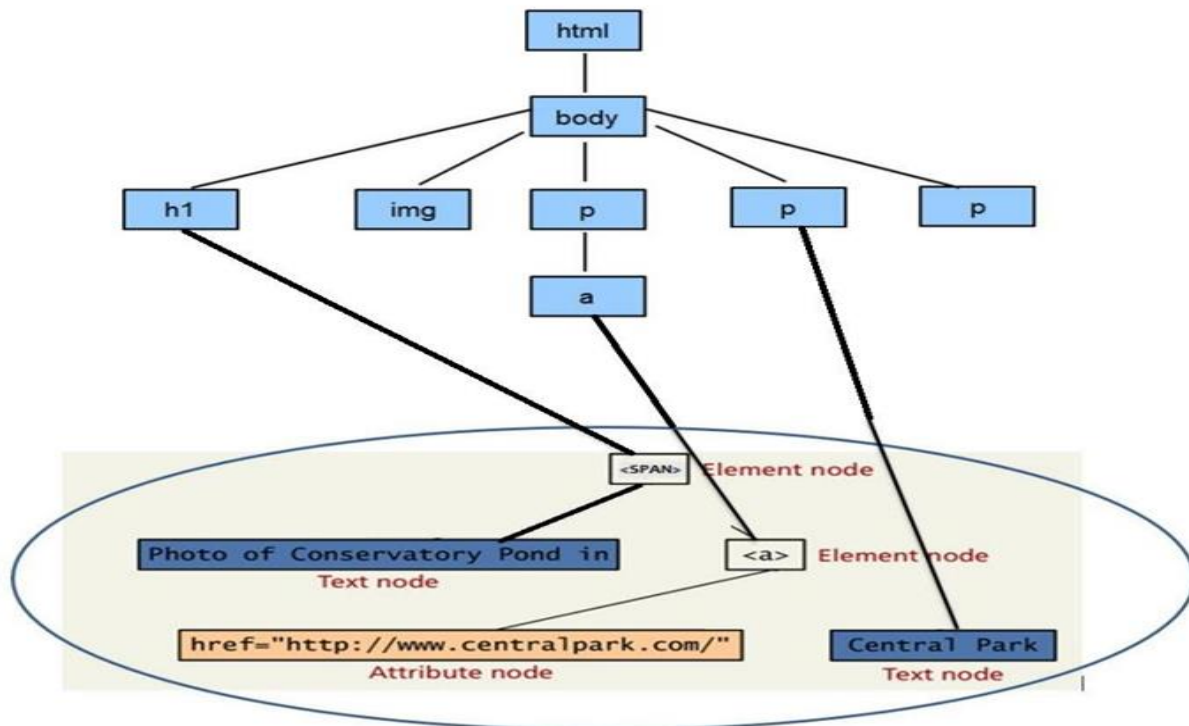 html
body
h1 img p p p
a
<SPAN> Element node
Photo of Conservatory Pond in
Text node
<a> Element node
href="http://www.centralpark.com/"
Attribute node
Central Park
Text node